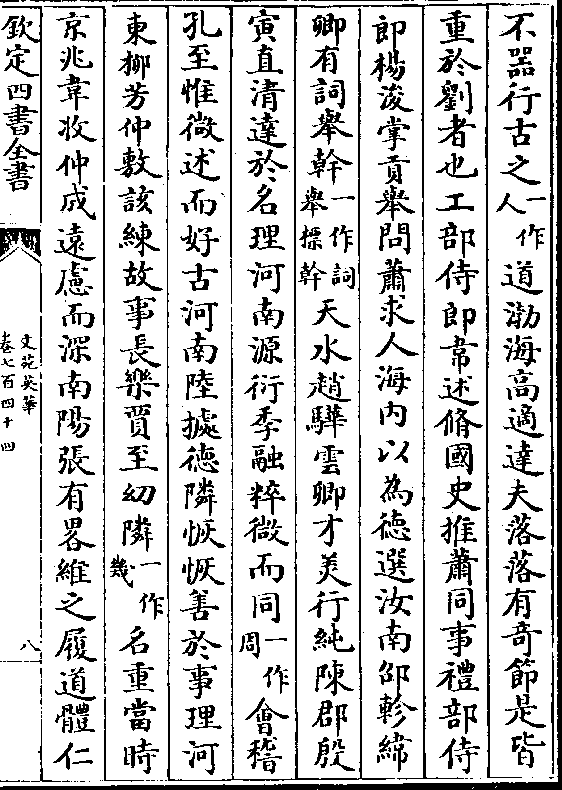 不器行古之人一作道渤海高適達夫落落有竒節是皆
重於劉者也工部侍郎韋述脩國史推蕭同事禮部侍
郎楊浚掌貢舉問蕭求人海内以為德選汝南邵軫緯
卿有詞舉幹一作詞舉標幹天水趙驊雲卿才美行純陳郡殷
寅直清達於名理河南源衍季融粹微而同一作周會稽
孔至惟微述而好古河南陸據德隣恢恢善於事理河
東柳芳仲敷該練故事長樂賈至幼隣一作幾名重當時
京兆韋收仲成遠慮而深南陽張有畧維之履道體仁
欽定四書全書
文苑英華
卷七百四十四
八